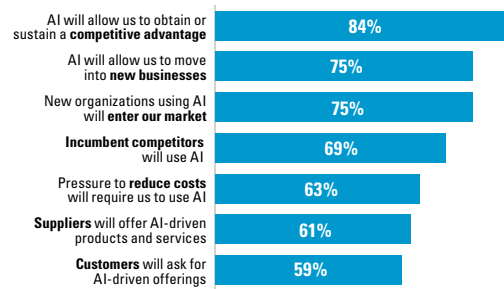 AI will allow us to obtain or
sustain a competitive advantage
84%
AI will allow us to move
into new businesses
75%
New organizations using AI
will enter our market
75%
Incumbent competitors
will use AI
69%
Pressure to reduce costs
will require us to use AI
63%
Suppliers will offer AI-driven
products and services
61%
Customers will ask for
AI-driven offerings
59%